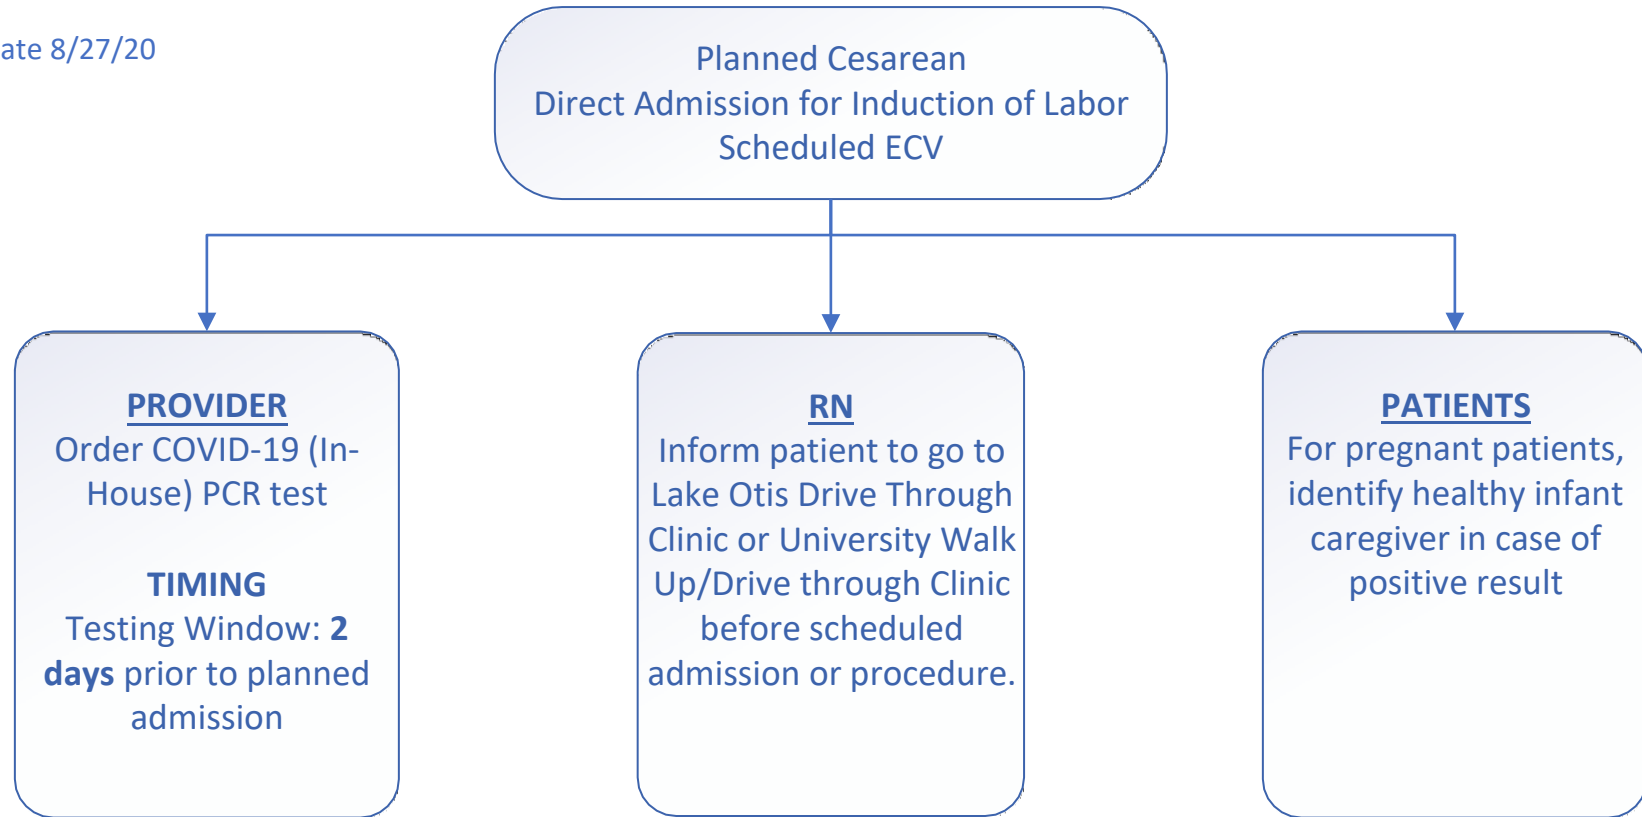 ate 8/27/20
Planned Cesarean
Direct Admission for Induction of Labor
Scheduled ECV
PROVIDER
Order COVID-19 (In-
House) PCR test
TIMING
Testing Window: 2
days prior to planned
admission
RN
Inform patient to go to
Lake Otis Drive Through
Clinic or University Walk
Up/Drive through Clinic
before scheduled
admission or procedure.
PATIENTS
For pregnant patients,
identify healthy infant
caregiver in case of
positive result